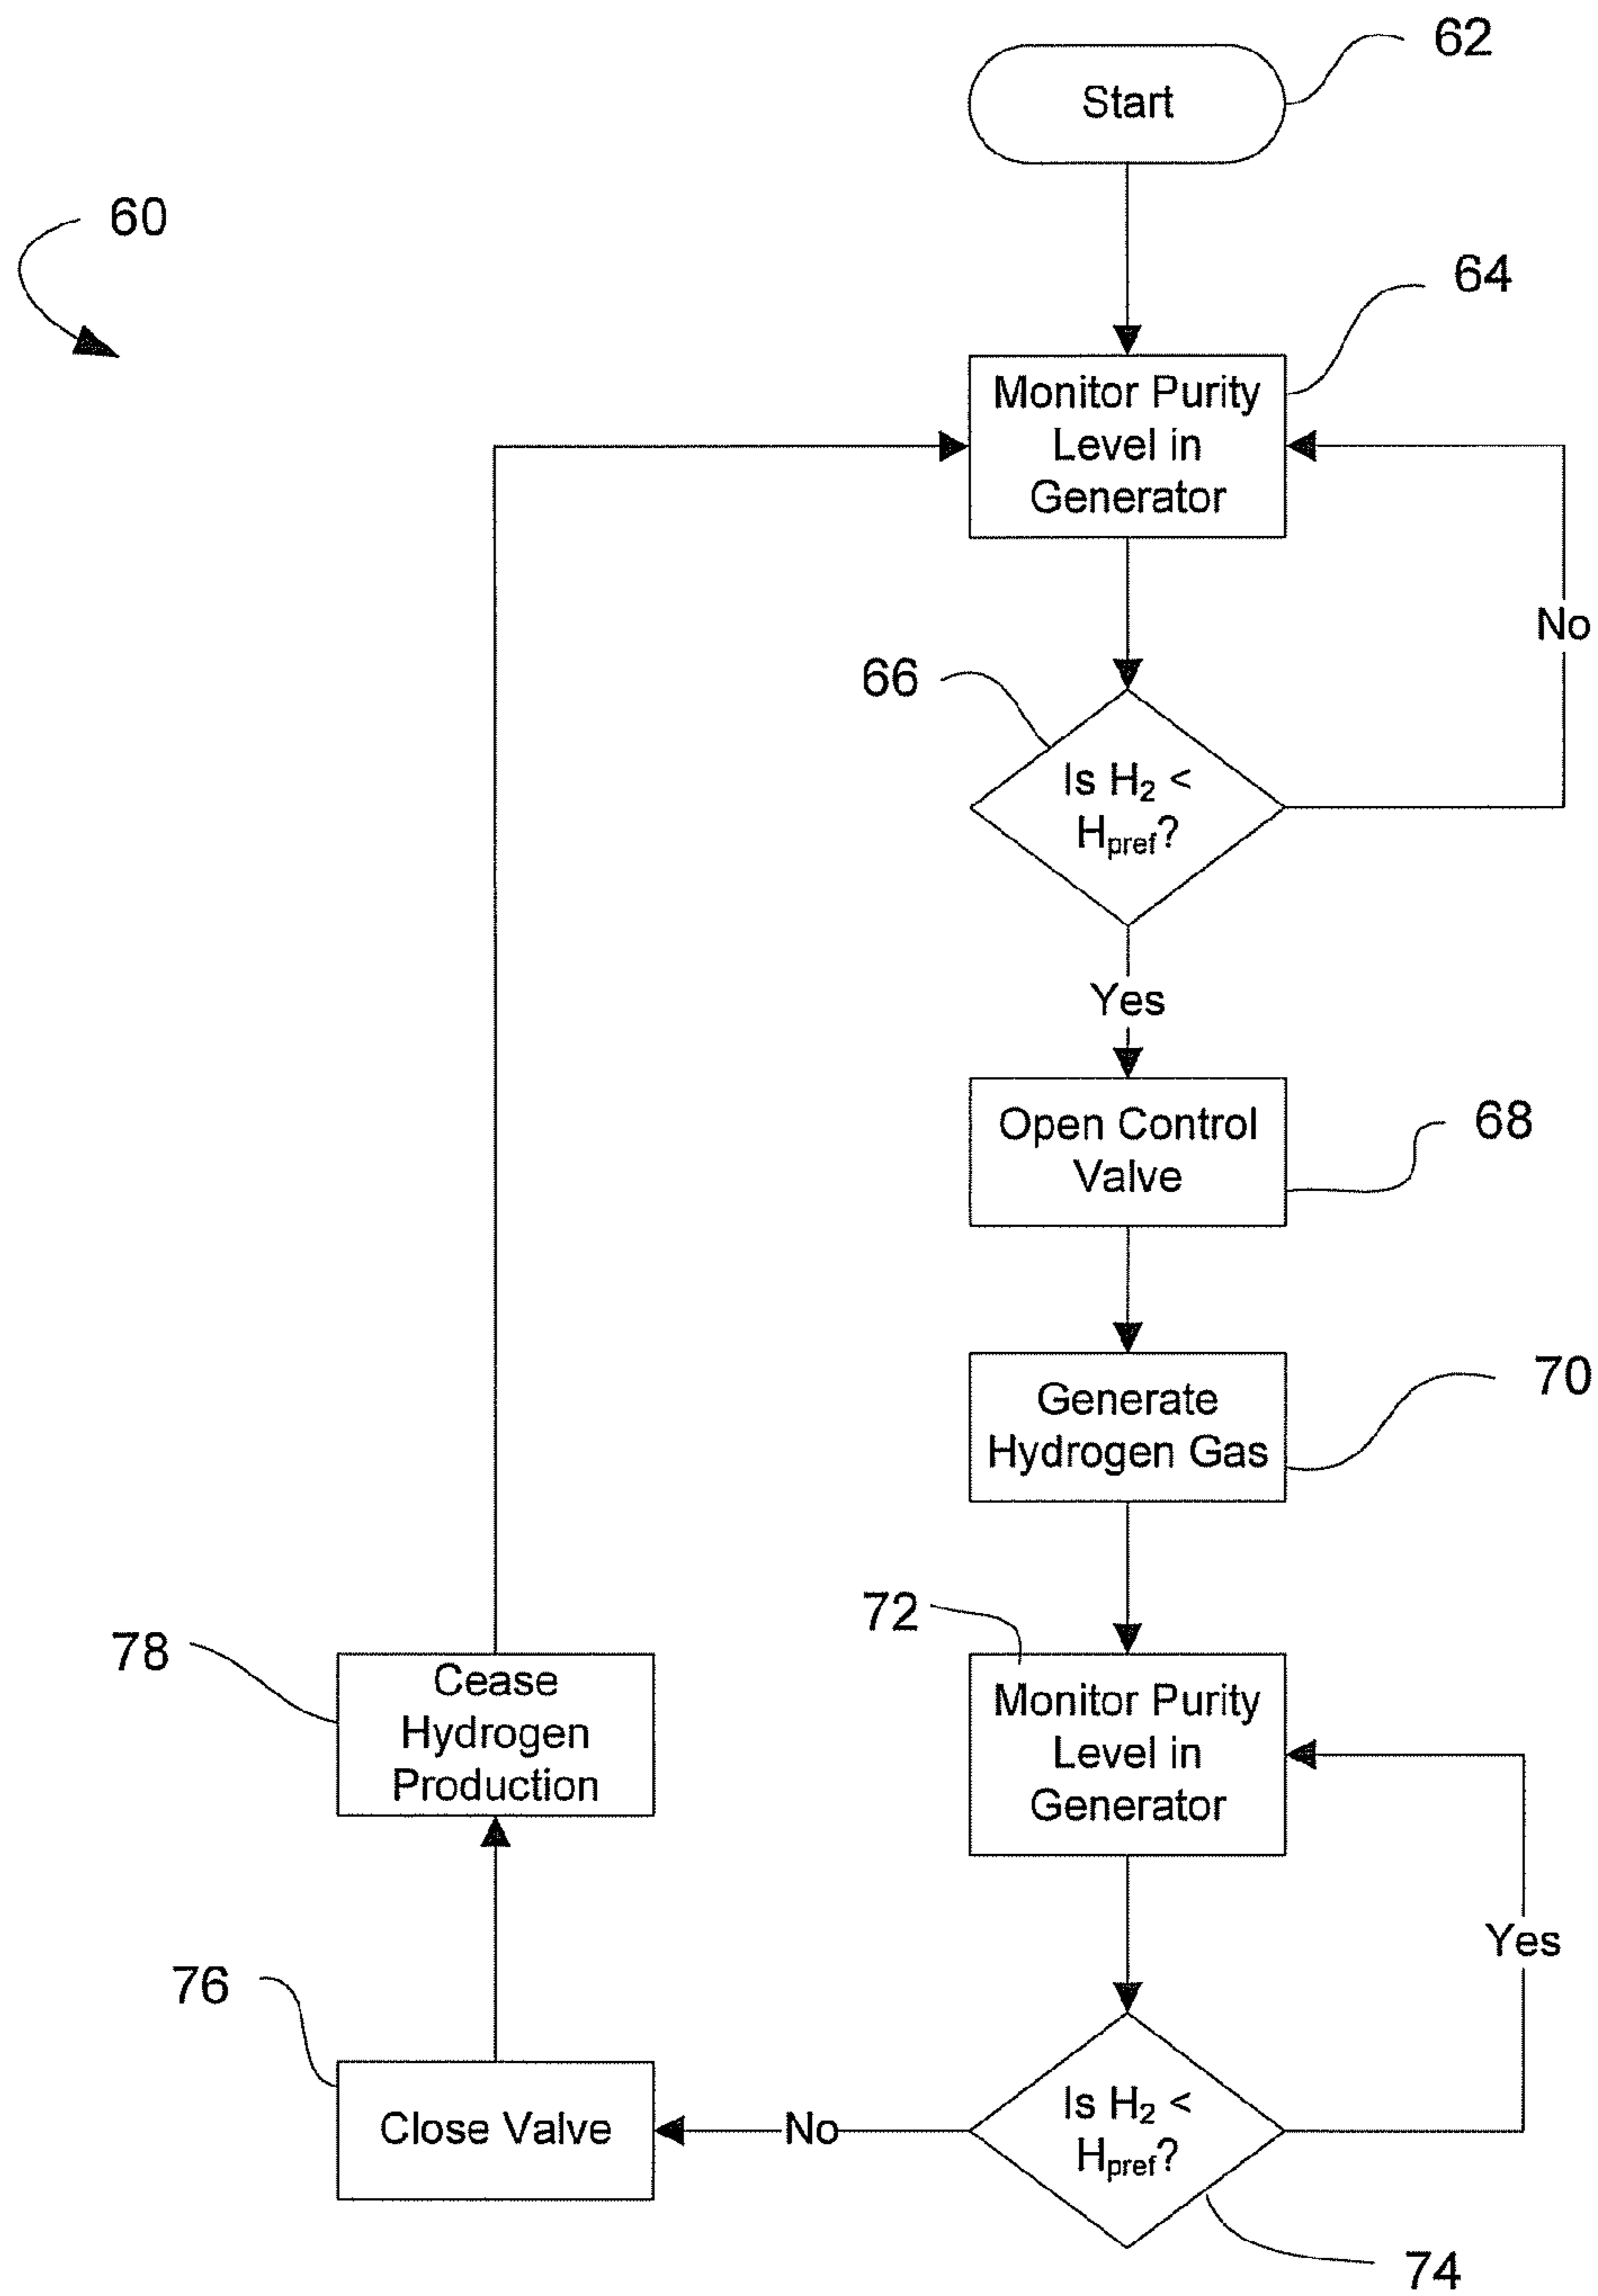 62
Start
60
64
Monitor Purity
Level in
Generator
No
66
Is H₂ <
Hpref?
Yes
Open Control
Valve
68
Generate
Hydrogen Gas
70
72
Monitor Purity
Level in
Generator
78
Cease
Hydrogen
Production
Yes
76
Close Valve
No
Is H₂ <
Hpref?
74